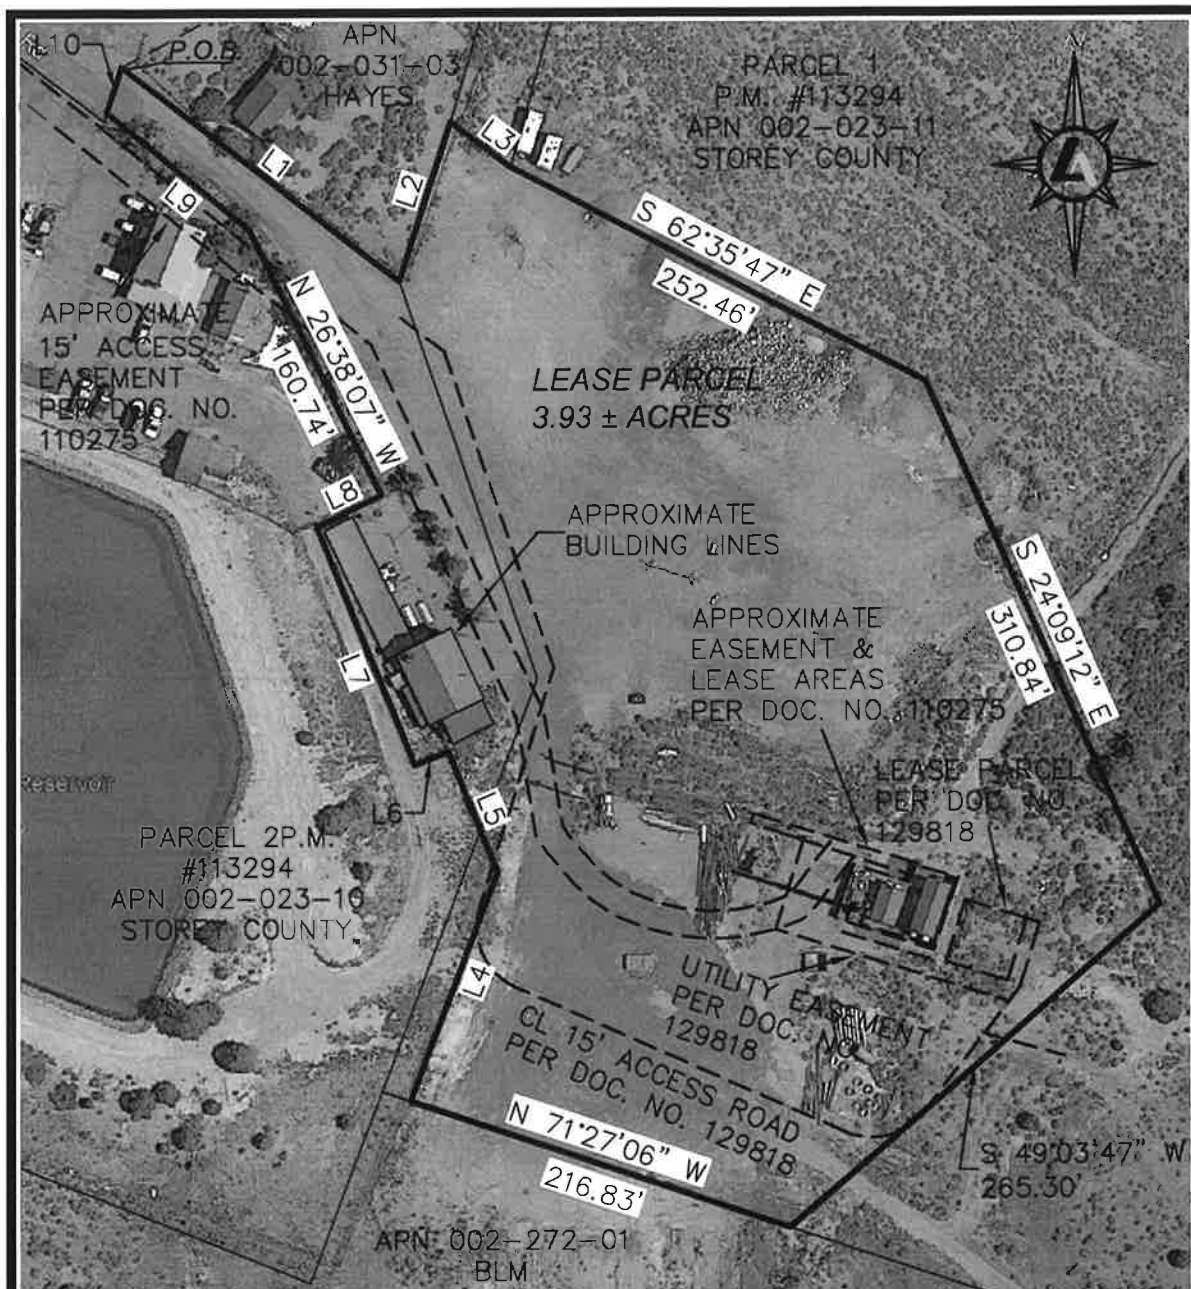 L10
P.O.B.
APN
002-031-03
HAYES
PARCEL 1
P.M. #113294
APN 002-023-11
STOREY COUNTY
N
L1
L2
L3
L9
S 62°35'47" E
252.46'
N 26°38'07" W
160.74'
APPROXIMATE
15' ACCESS
EASEMENT
PER DOC. NO.
110275
LEASE PARCEL
3.93 ± ACRES
L8
APPROXIMATE
BUILDING LINES
S 24°09'12" E
310.84'
APPROXIMATE
EASEMENT &
LEASE AREAS
PER DOC. NO. 110275
L7
LEASE PARCEL
PER DOC. NO.
129818
Reservoir
L6
L5
PARCEL 2P.M.
#113294
APN 002-023-10
STOREY COUNTY
L4
UTILITY EASEMENT
PER DOC. NO.
129818
CL 15' ACCESS ROAD
PER DOC. NO. 129818
N 71°27'06" W
216.83'
S 49°03'47" W
265.30'
APN 002-272-01
BLM